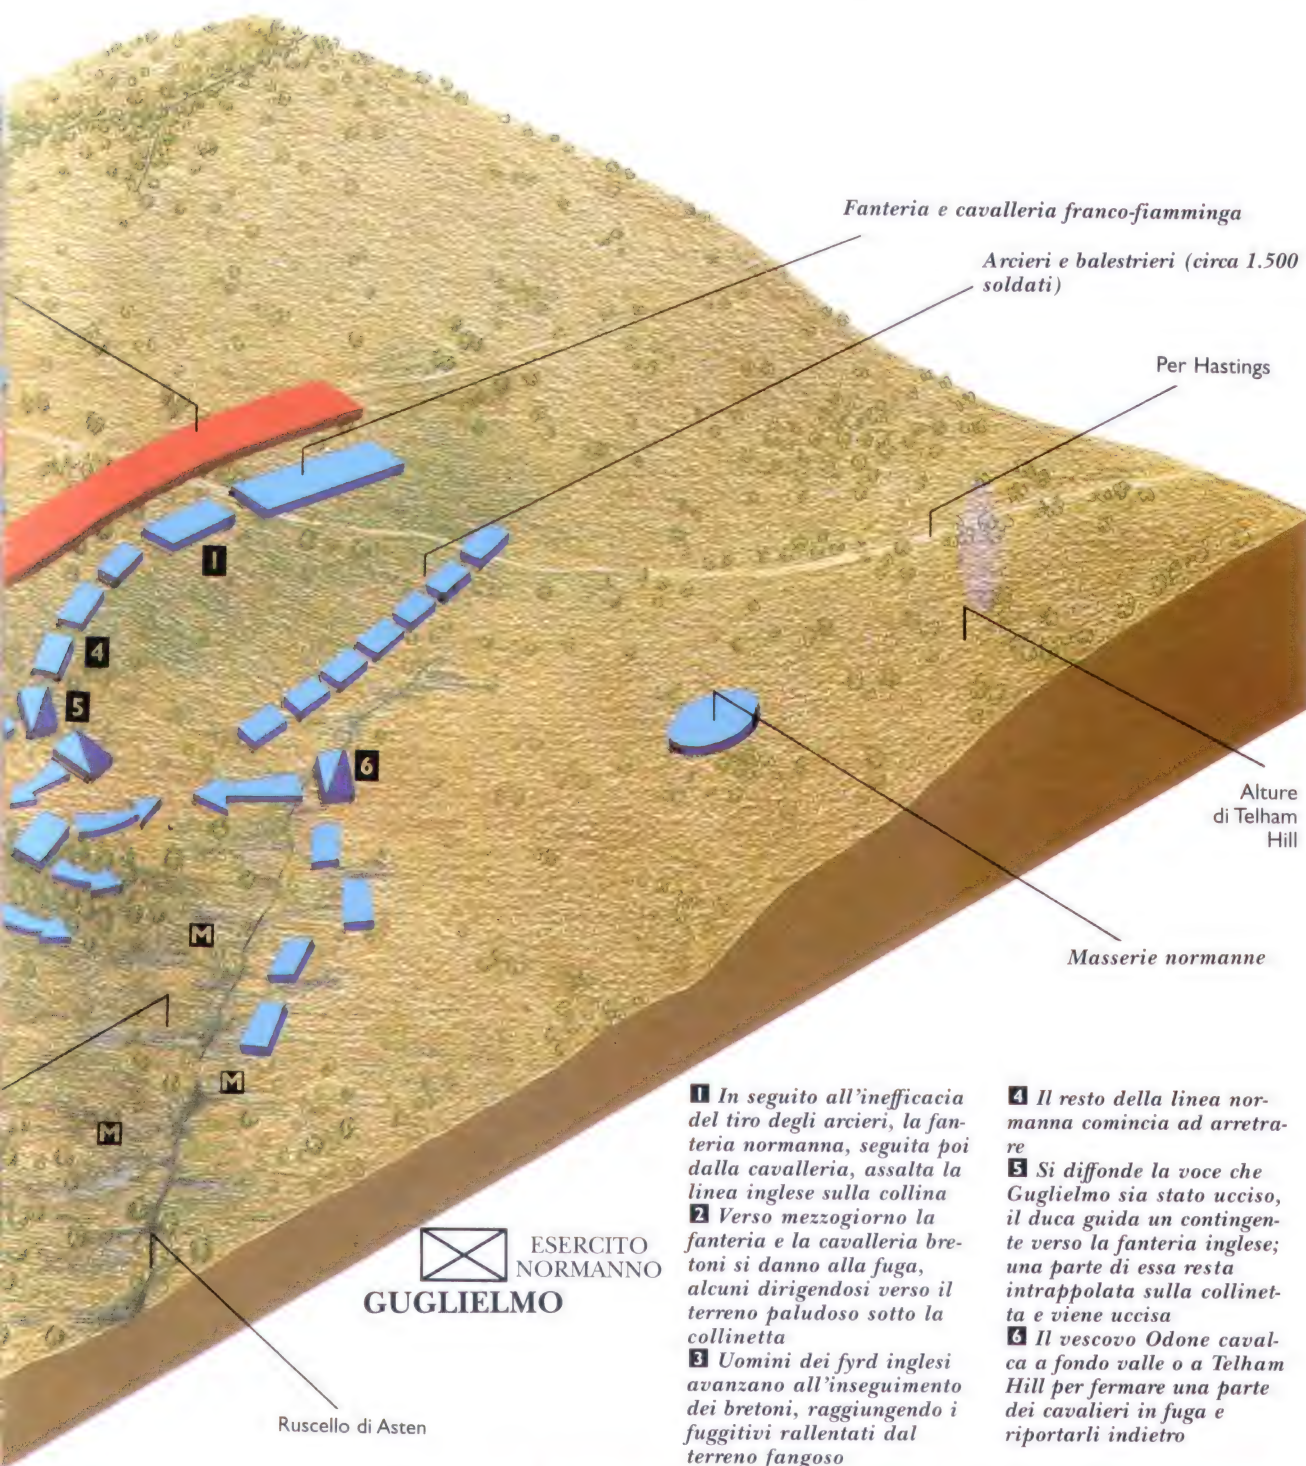 Fanteria e cavalleria franco-fiamminga
Arcieri e balestrieri (circa 1.500
soldati)
Per Hastings
1
4
5
6
Alture
di Telham
Hill
M
Masserie normanne
M
M
ESERCITO
NORMANNO
GUGLIELMO
Ruscello di Asten
1 In seguito all'inefficacia
del tiro degli arcieri, la fan-
teria normanna, seguita poi
dalla cavalleria, assalta la
linea inglese sulla collina
2 Verso mezzogiorno la
fanteria e la cavalleria bre-
toni si danno alla fuga,
alcuni dirigendosi verso il
terreno paludoso sotto la
collinetta
3 Uomini dei fyrd inglesi
avanzano all'inseguimento
dei bretoni, raggiungendo i
fuggitivi rallentati dal
terreno fangoso
4 Il resto della linea nor-
manna comincia ad arretra-
re
5 Si diffonde la voce che
Guglielmo sia stato ucciso,
il duca guida un contingen-
te verso la fanteria inglese;
una parte di essa resta
intrappolata sulla collinet-
ta e viene uccisa
6 Il vescovo Odone caval-
ca a fondo valle o a Telham
Hill per fermare una parte
dei cavalieri in fuga e
riportarli indietro